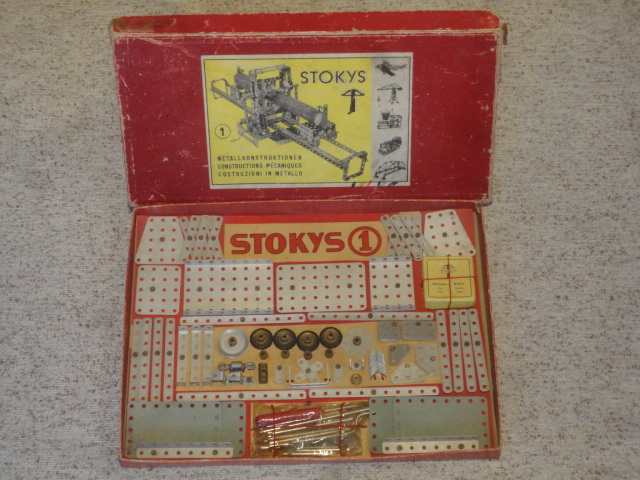 STOKYS
1
METALLKONSTRUKTIONEN
CONSTRUCTIONS MÉCANIQUES
COSTRUZIONI IN METALLO
STOKYS 1